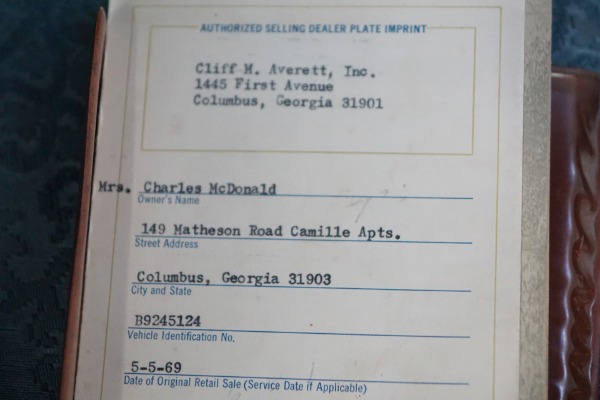 AUTHORIZED SELLING DEALER PLATE IMPRINT
Cliff M. Averett, Inc.
1445 First Avenue
Columbus, Georgia 31901
Mrs. Charles McDonald
Owner's Name
149 Matheson Road Camille Apts.
Street Address
Columbus, Georgia 31903
City and State
B9245124
Vehicle Identification No.
5-5-69
Date of Original Retail Sale (Service Date if Applicable)